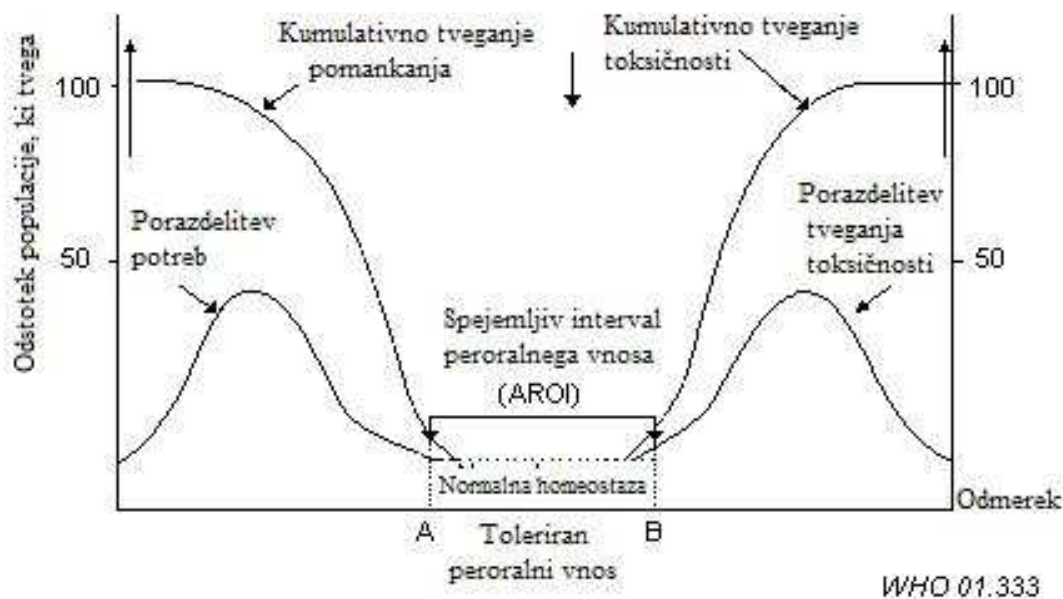 Odstotek populacije, ki tvega
100
50
Kumulativno tveganje
pomankanja
Kumulativno tveganje
toksičnosti
100
50
Porazdelitev
potreb
Porazdelitev
tveganja
toksičnosti
Spejemljiv interval
peroralnega vnosa
(AROI)
Normalna homeostaza
Odmerek
A
B
Toleriran
peroralni vnos
WHO 01.333